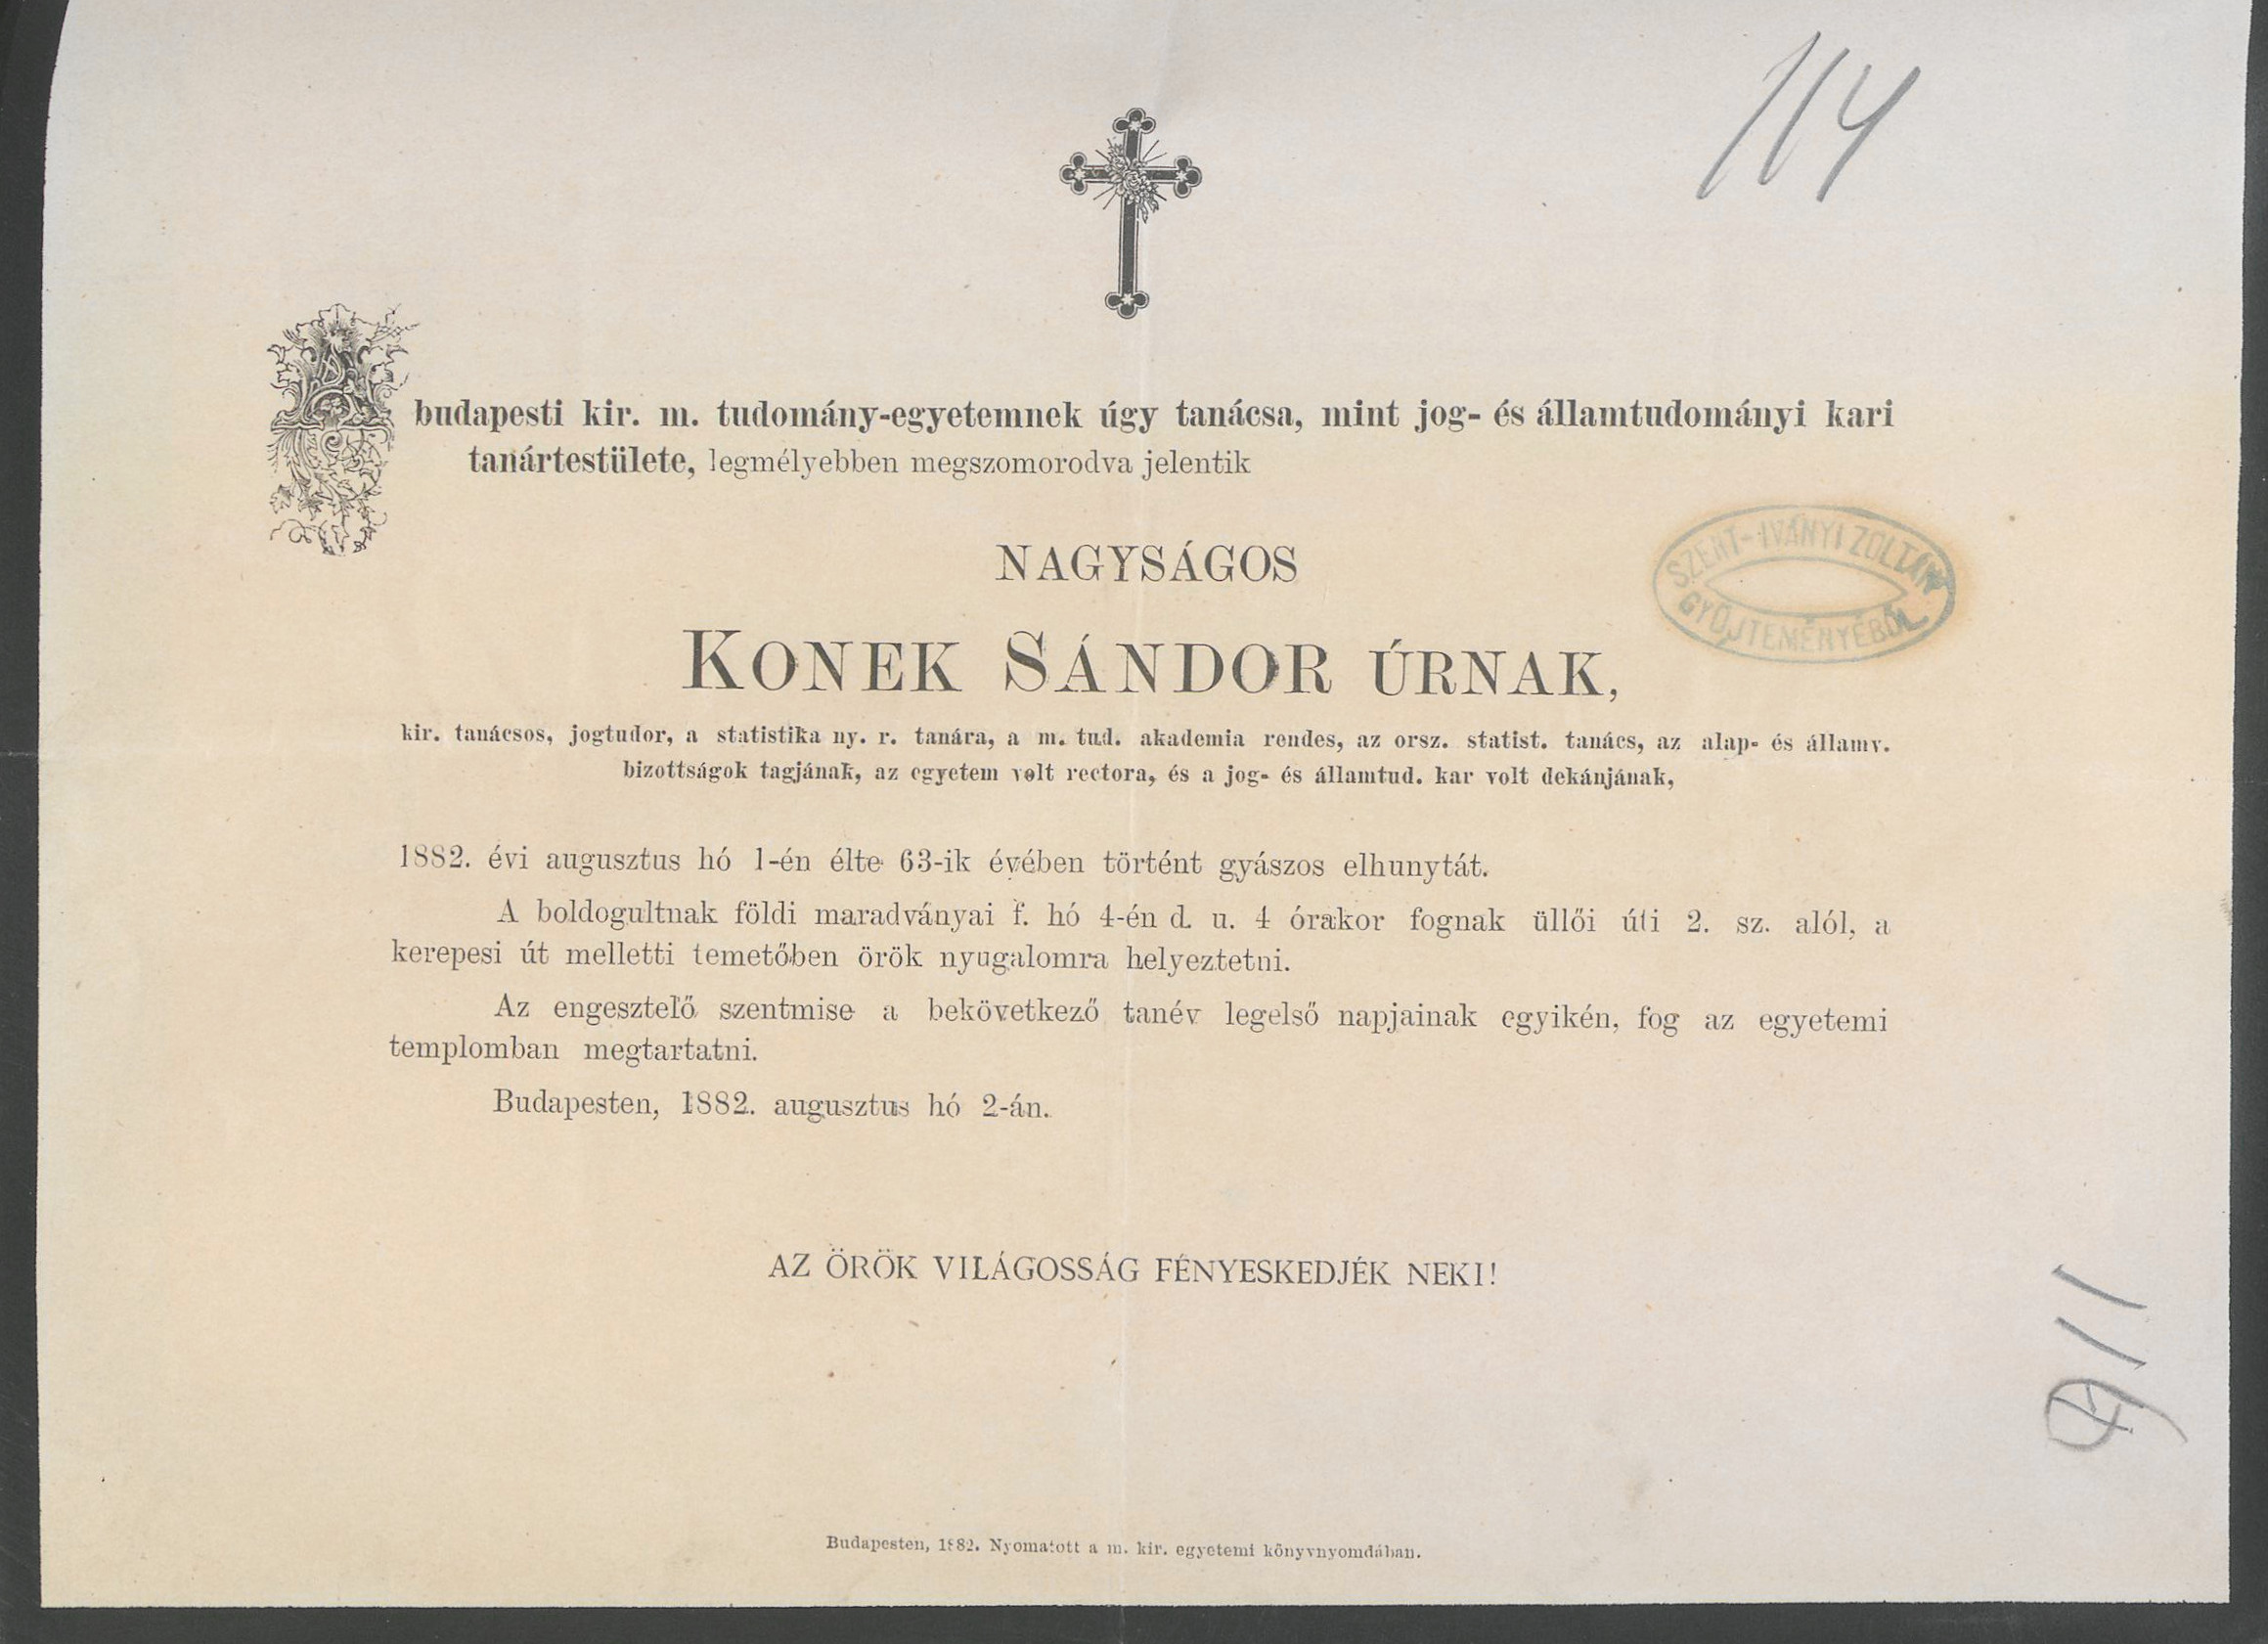 114
A budapesti kir. m. tudomány-egyetemnek úgy tanácsa, mint jog- és államtudományi kari
tanártestülete, legmélyebben megszomorodva jelentik
NAGYSÁGOS
KONEK SÁNDOR ÚRNAK,
SZENT-IVÁNYI ZOLTÁN
GYŰJTEMÉNYÉBŐL
kir. tanácsos, jogtudor, a statistika ny. r. tanára, a m. tud. akademia rendes, az orsz. statist. tanács, az alap- és államv.
bizottságok tagjának, az egyetem volt rectora, és a jog- és államtud. kar volt dekánjának,
1882. évi augusztus hó 1-én élte 63-ik évében történt gyászos elhunytát.
A boldogultnak földi maradványai f. hó 4-én d. u. 4 órakor fognak üllői úti 2. sz. alól, a
kerepesi út melletti temetőben örök nyugalomra helyeztetni.
Az engesztelő szentmise a bekövetkező tanév legelső napjainak egyikén, fog az egyetemi
templomban megtartatni.
Budapesten, 1882. augusztus hó 2-án.
AZ ÖRÖK VILÁGOSSÁG FÉNYESKEDJÉK NEKI!
Budapesten, 1882. Nyomatott a m. kir. egyetemi könyvnyomdában.